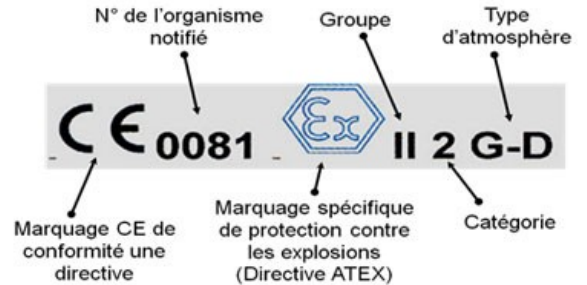 N° de l'organisme
notifié
Groupe
Type
d'atmosphère
CE 0081 Ex II 2 G-D
Marquage CE de
conformité une
directive
Marquage spécifique
de protection contre
les explosions
(Directive ATEX)
Catégorie